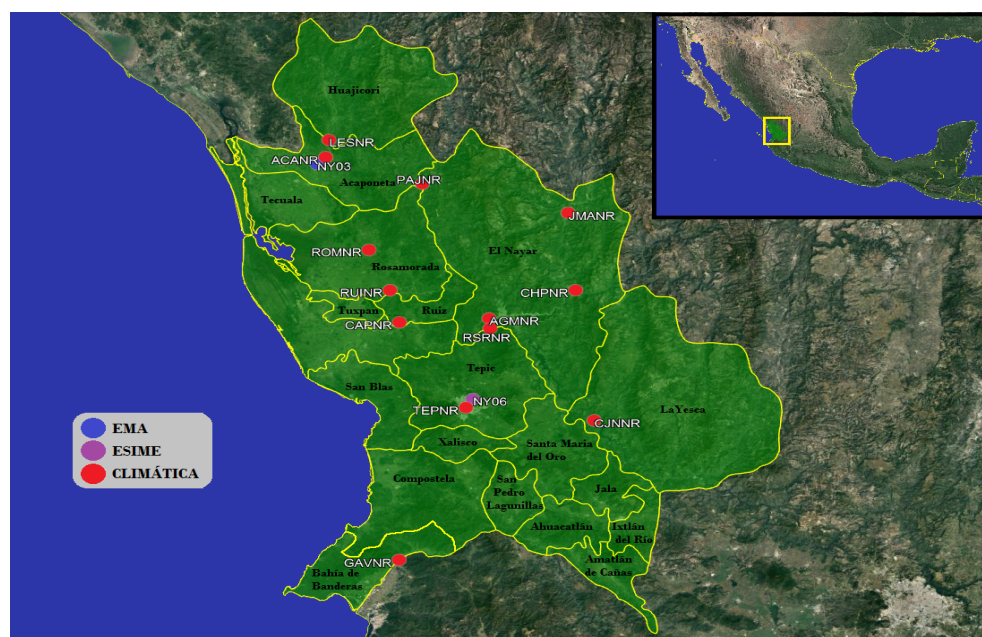 Huajicori
LESNR
ACANR
NY03
Acaponeta
PAJNR
Tecuala
JMANR
El Nayar
ROMNR
Rosamorada
RUINR
CHPNR
Tuxpan
Ruiz
CAPNR
AGMNR
RSRNR
Tepic
San Blas
NY06
TEPNR
LaYesca
CJNNR
Xalisco
Santa María
del Oro
Compostela
San
Pedro
Lagunillas
Jala
Ahuacatlán
Ixtlán
del Río
Amatlán
de Cañas
GAVNR
Bahía de
Banderas
EMA
ESIME
CLIMÁTICA